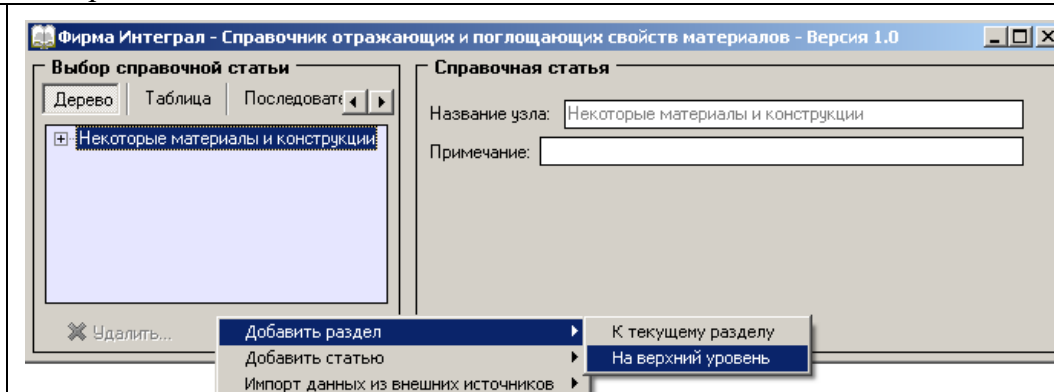 Фирма Интеграл - Справочник отражающих и поглощающих свойств материалов - Версия 1.0
Выбор справочной статьи
Справочная статья
Дерево Таблица Последоват
Название узла: Некоторые материалы и конструкции
Некоторые материалы и конструкции
Примечание:
Удалить...
Добавить раздел
К текущему разделу
Добавить статью
На верхний уровень
Импорт данных из внешних источников